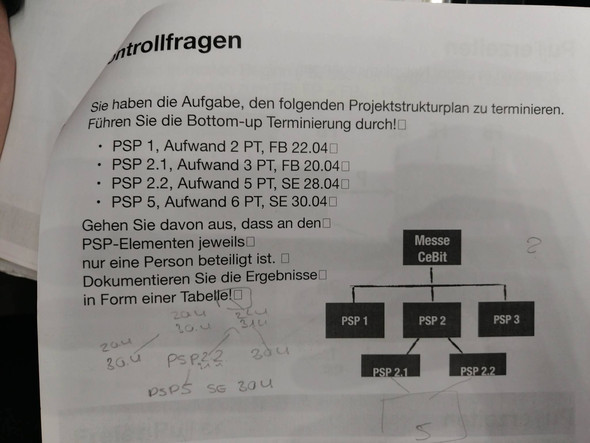 ntrollfragen
Sie haben die Aufgabe, den folgenden Projektstrukturplan zu terminieren.
Führen Sie die Bottom-up Terminierung durch!□
• PSP 1, Aufwand 2 PT, FB 22.04□
• PSP 2.1, Aufwand 3 PT, FB 20.04□
• PSP 2.2, Aufwand 5 PT, SE 28.04□
• PSP 5, Aufwand 6 PT, SE 30.04□
Gehen Sie davon aus, dass an den□
PSP-Elementen jeweils□
nur eine Person beteiligt ist. □
Dokumentieren Sie die Ergebnisse□
in Form einer Tabelle!□
Messe
CeBit
PSP 1
PSP 2
PSP 3
PSP 2.1
PSP 2.2
20.4
30.4
20.4
30.4
PSP 2.2
30.4
PSP5 SE 30.4
5